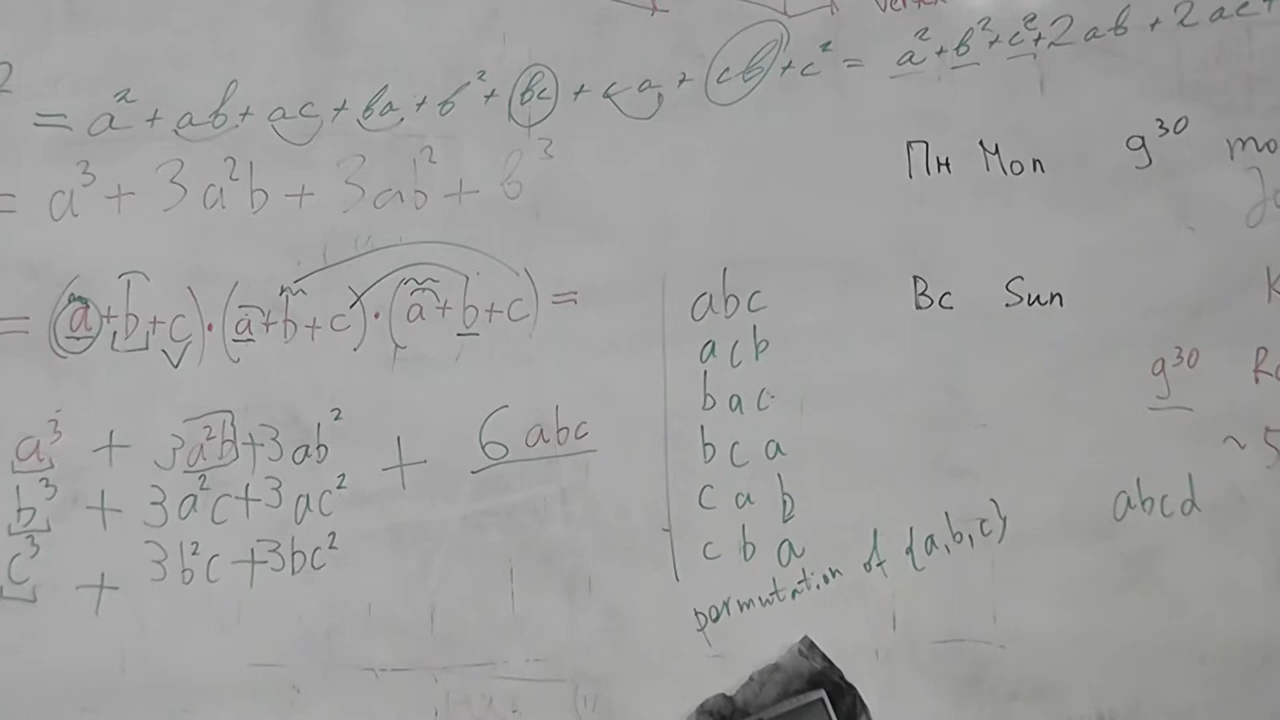 = a² + ab + ac + ba + b² + bc + ca + cb + c² = a² + b² + c² + 2ab + 2ac +
= a³ + 3a²b + 3ab² + b³
Пн Mon 9³⁰
= (a+b+c)·(a+b+c)·(a+b+c) =
a³ + 3a²b+3ab² + 6abc
b³ + 3a²c+3ac²
c³ + 3b²c+3bc²
abc
acb
bac
bca
cab
cba
permutation of {a,b,c}
Вс Sun
9³⁰
~5
abcd